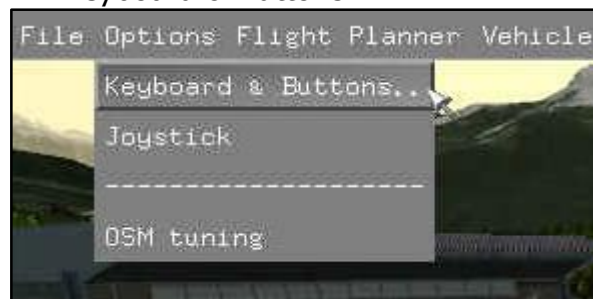 File Options Flight Planner Vehicle
Keyboard & Buttons..
Joystick
--------------------
OSM tuning